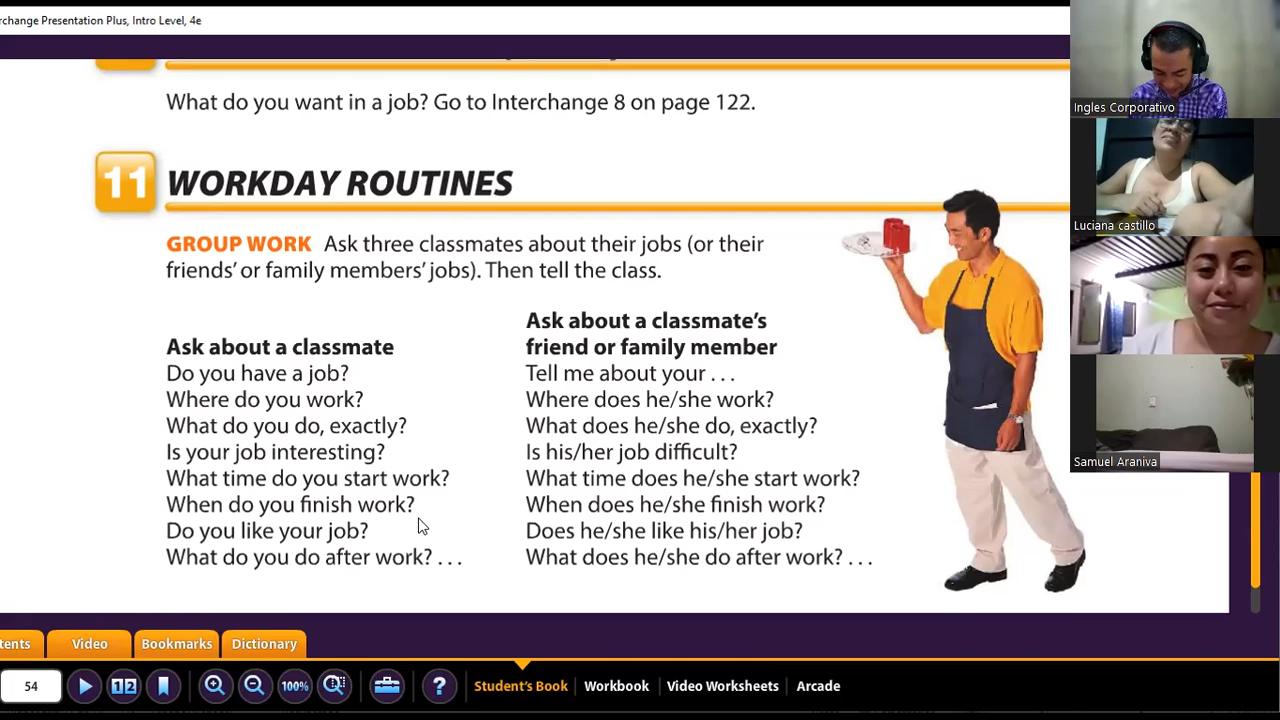 rchange Presentation Plus, Intro Level, 4e
What do you want in a job? Go to Interchange 8 on page 122.
11 WORKDAY ROUTINES
GROUP WORK Ask three classmates about their jobs (or their
friends' or family members' jobs). Then tell the class.
Ask about a classmate
Do you have a job?
Where do you work?
What do you do, exactly?
Is your job interesting?
What time do you start work?
When do you finish work?
Do you like your job?
What do you do after work? . . .
Ask about a classmate's
friend or family member
Tell me about your . . .
Where does he/she work?
What does he/she do, exactly?
Is his/her job difficult?
What time does he/she start work?
When does he/she finish work?
Does he/she like his/her job?
What does he/she do after work? . . .
Ingles Corporativo
Luciana castillo
Samuel Araniva
tents Video Bookmarks Dictionary
54 12 100% ? Student's Book Workbook Video Worksheets Arcade